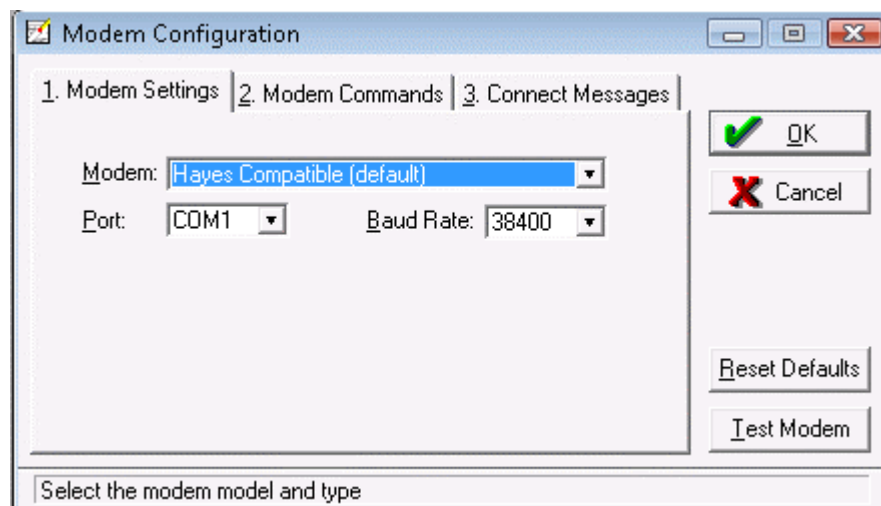 Modem Configuration
1. Modem Settings
2. Modem Commands
3. Connect Messages
Modem: Hayes Compatible (default)
Port: COM1
Baud Rate: 38400
OK
Cancel
Reset Defaults
Test Modem
Select the modem model and type